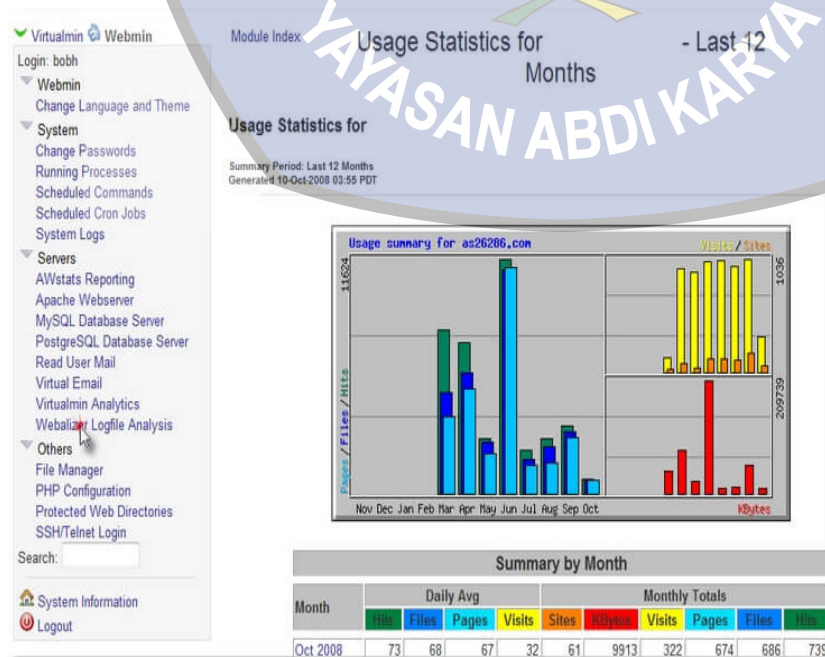 Virtualmin Webmin
Login: bobh
Webmin
Change Language and Theme
System
Change Passwords
Running Processes
Scheduled Commands
Scheduled Cron Jobs
System Logs
Servers
AWstats Reporting
Apache Webserver
MySQL Database Server
PostgreSQL Database Server
Read User Mail
Virtual Email
Virtualmin Analytics
Webalizer Logfile Analysis
Others
File Manager
PHP Configuration
Protected Web Directories
SSH/Telnet Login
Search:
System Information
Logout
Module Index
Usage Statistics for - Last 12
Months
YAYASAN ABDI KARYA
Usage Statistics for
Summary Period: Last 12 Months
Generated 10-Oct-2008 03:55 PDT
Usage summary for as26286.com
Visits / Sites
11624
1036
Pages / Files / Hits
209739
Nov Dec Jan Feb Mar Apr May Jun Jul Aug Sep Oct
KBytes
Summary by Month
Month Daily Avg Monthly Totals
Hits Files Pages Visits Sites KBytes Visits Pages Files Hits
Oct 2008 73 68 67 32 61 9913 322 674 686 739